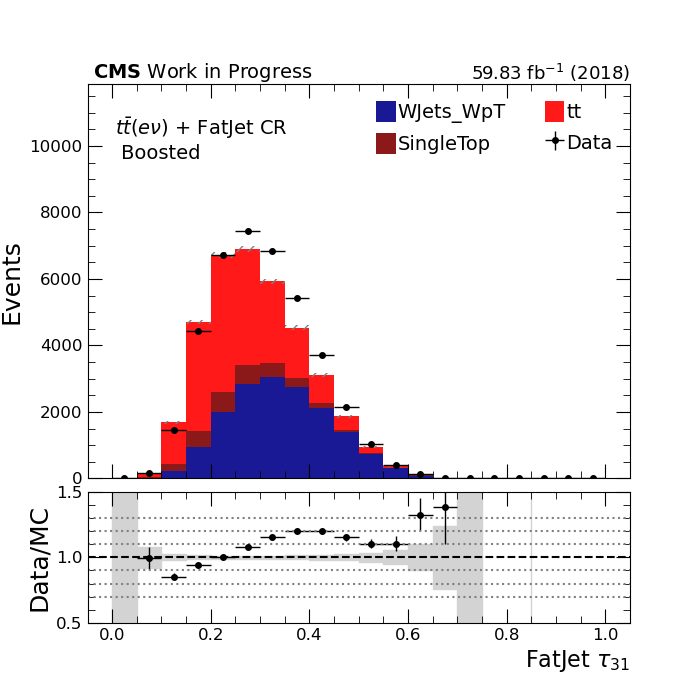 CMS Work in Progress
59.83 fb⁻¹ (2018)
tt̄(eν) + FatJet CR
Boosted
WJets_WpT
tt
SingleTop
Data
Events
10000
8000
6000
4000
2000
0
Data/MC
1.5
1.0
0.5
0.0 0.2 0.4 0.6 0.8 1.0
FatJet τ₃₁